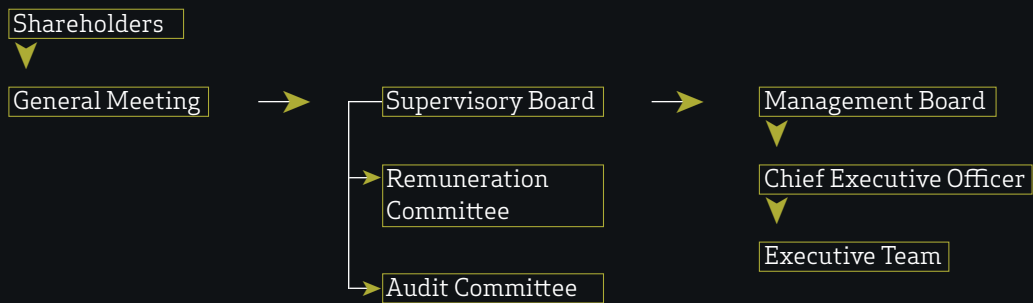 Shareholders
General Meeting
Supervisory Board
Remuneration
Committee
Audit Committee
Management Board
Chief Executive Officer
Executive Team